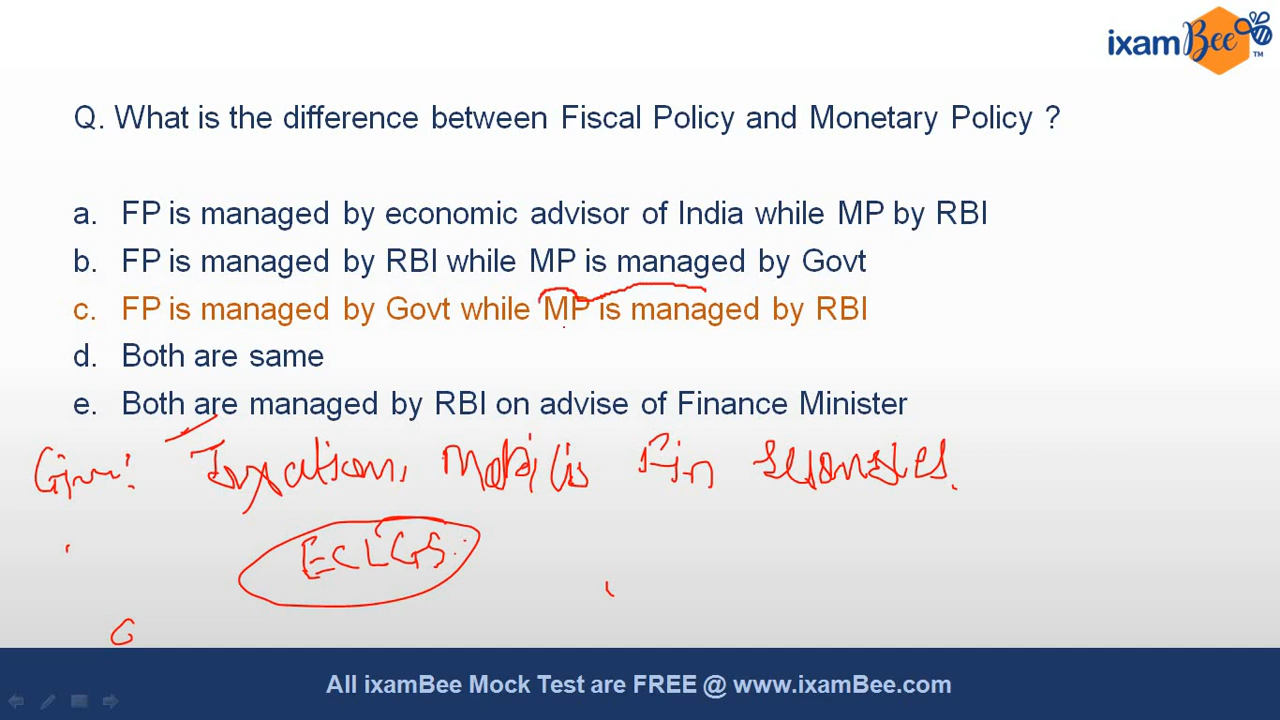 ixamBee™
Q. What is the difference between Fiscal Policy and Monetary Policy ?
a. FP is managed by economic advisor of India while MP by RBI
b. FP is managed by RBI while MP is managed by Govt
c. FP is managed by Govt while MP is managed by RBI
d. Both are same
e. Both are managed by RBI on advise of Finance Minister
Taxation, Fin
ECLGS
G
All ixamBee Mock Test are FREE @ www.ixamBee.com